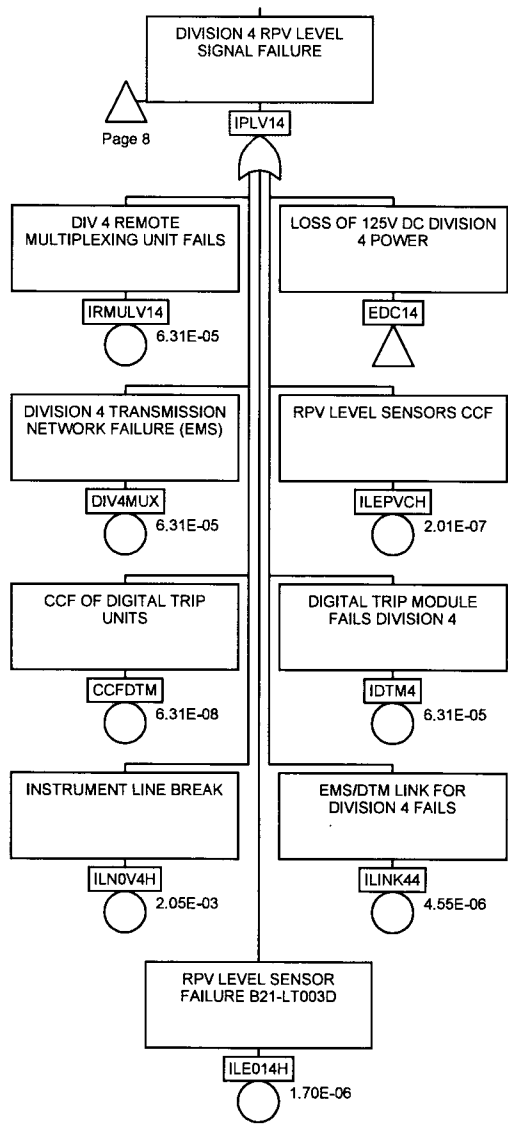 DIVISION 4 RPV LEVEL
SIGNAL FAILURE
Page 8
IPLV14
DIV 4 REMOTE
MULTIPLEXING UNIT FAILS
IRMULV14
6.31E-05
LOSS OF 125V DC DIVISION
4 POWER
EDC14
DIVISION 4 TRANSMISSION
NETWORK FAILURE (EMS)
DIV4MUX
6.31E-05
RPV LEVEL SENSORS CCF
ILEPVCH
2.01E-07
CCF OF DIGITAL TRIP
UNITS
CCFDTM
6.31E-08
DIGITAL TRIP MODULE
FAILS DIVISION 4
IDTM4
6.31E-05
INSTRUMENT LINE BREAK
ILN0V4H
2.05E-03
EMS/DTM LINK FOR
DIVISION 4 FAILS
ILINK44
4.55E-06
RPV LEVEL SENSOR
FAILURE B21-LT003D
ILE014H
1.70E-06